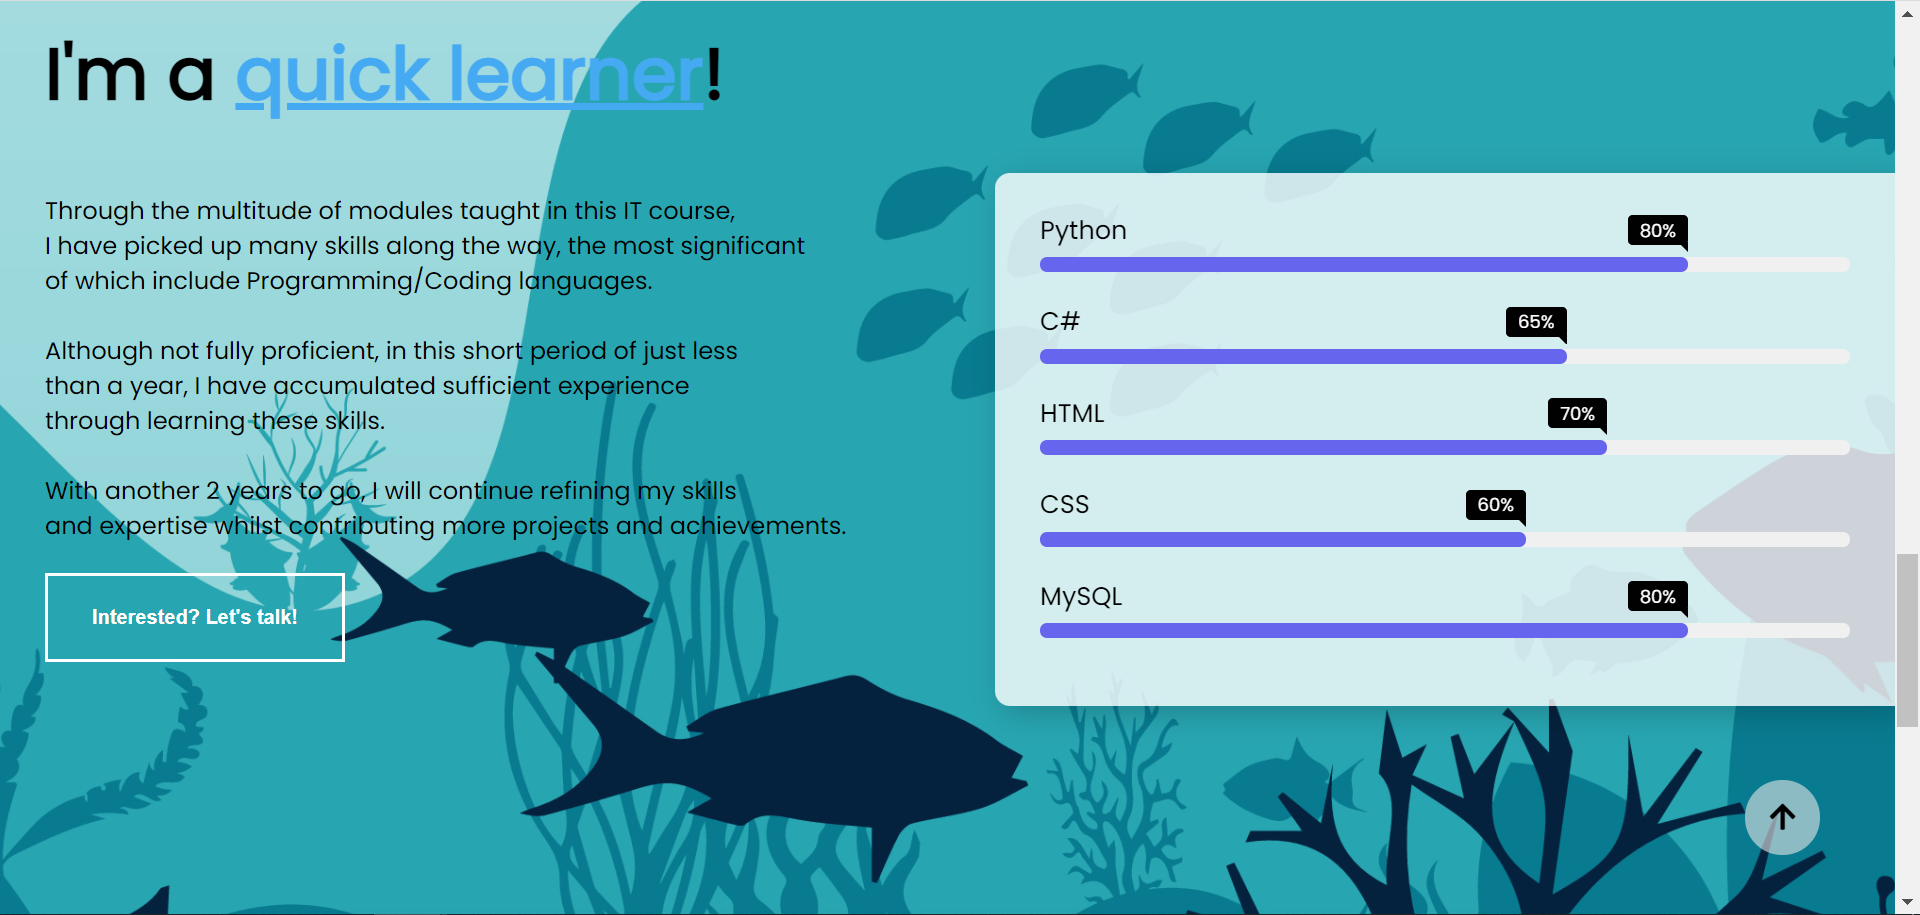 I'm a quick learner!
Through the multitude of modules taught in this IT course,
I have picked up many skills along the way, the most significant
of which include Programming/Coding languages.
Although not fully proficient, in this short period of just less
than a year, I have accumulated sufficient experience
through learning these skills.
With another 2 years to go, I will continue refining my skills
and expertise whilst contributing more projects and achievements.
Interested? Let's talk!
Python 80%
C# 65%
HTML 70%
CSS 60%
MySQL 80%